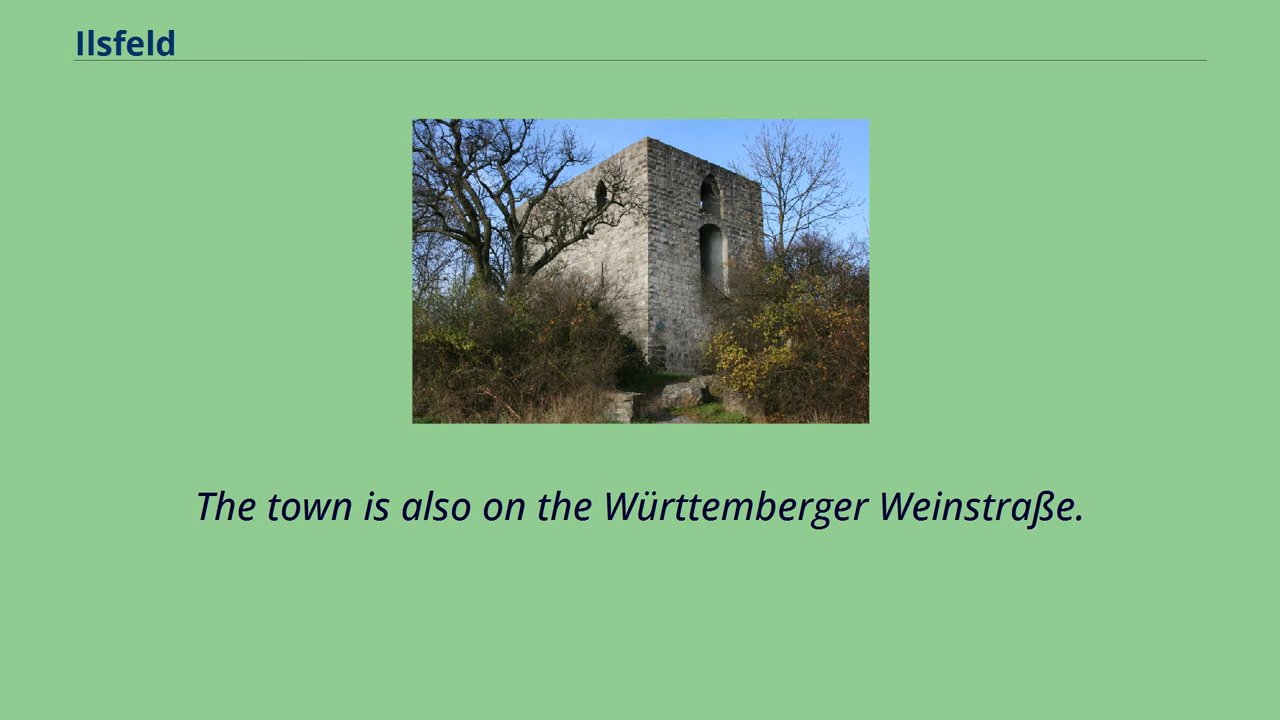 Ilsfeld
The town is also on the Württemberger Weinstraße.